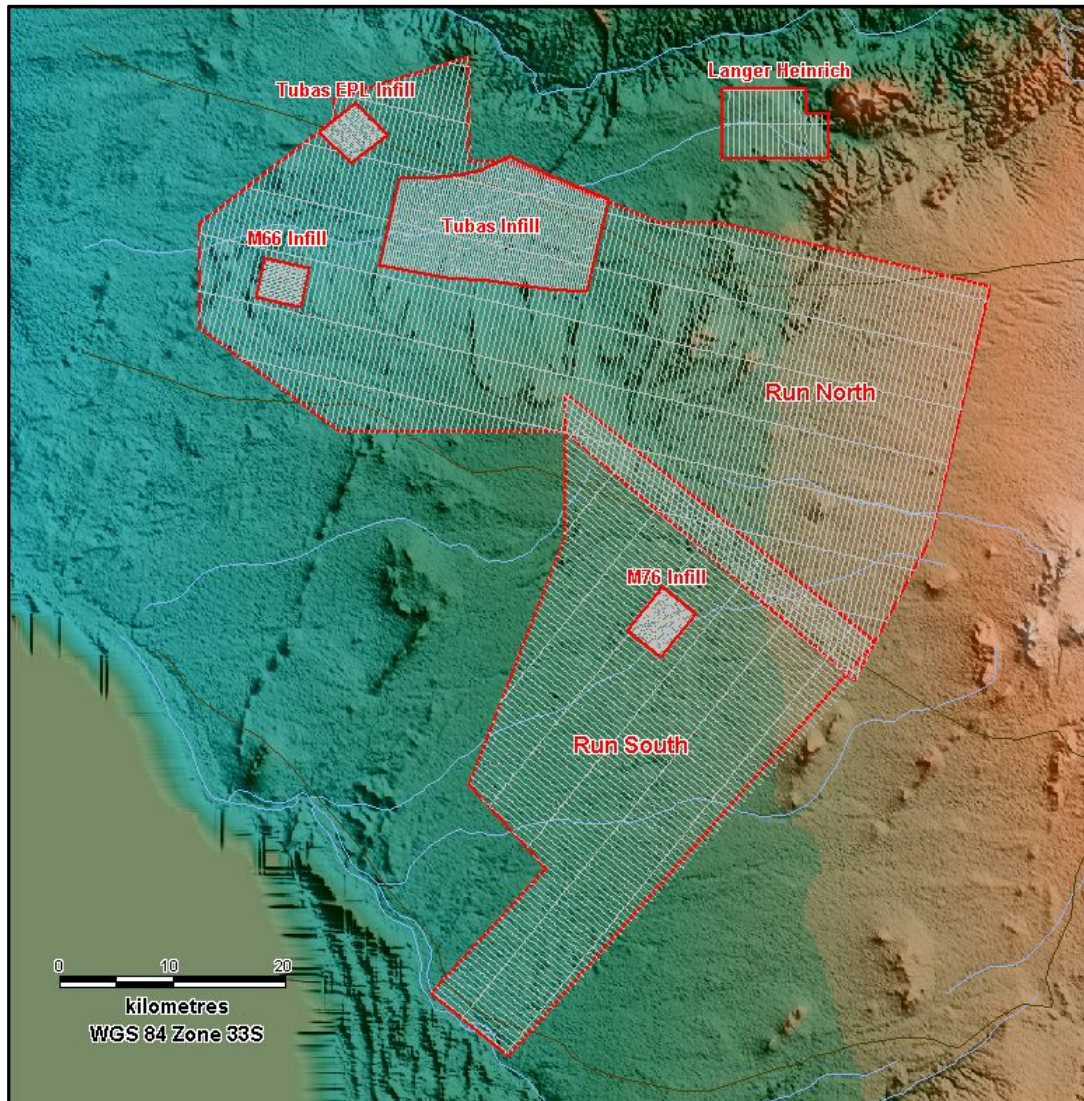 Langer Heinrich
Tubas EPL Infill
Tubas Infill
M66 Infill
Run North
M76 Infill
Run South
0 10 20
kilometres
WGS 84 Zone 33S